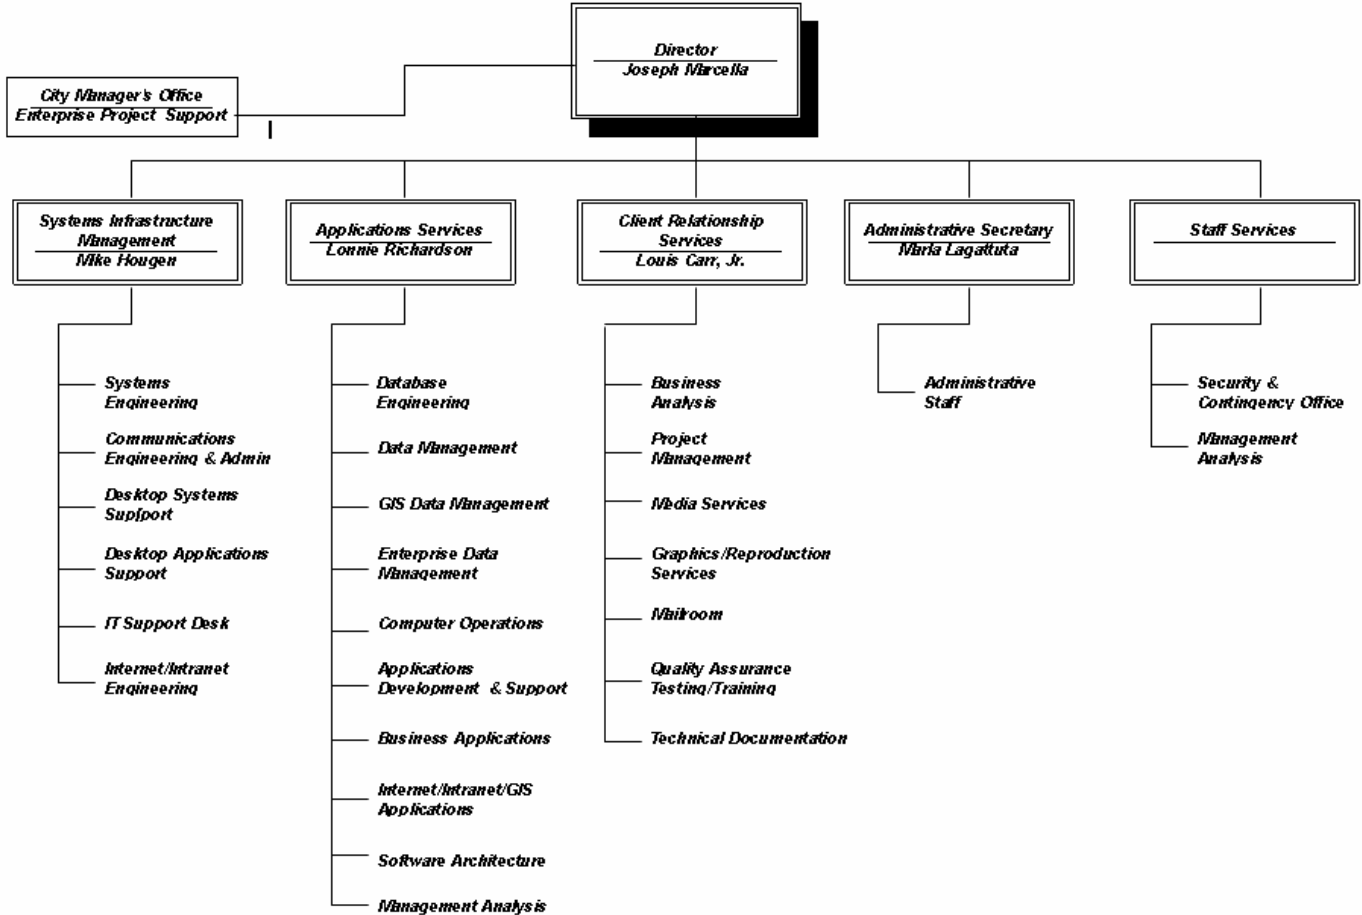 Director
Joseph Marcella
City Manager's Office
Enterprise Project Support
Systems Infrastructure
Management
Mike Hougen
Applications Services
Lonnie Richardson
Client Relationship
Services
Louis Carr, Jr.
Administrative Secretary
Marla Lagattuta
Staff Services
Systems
Engineering
Communications
Engineering & Admin
Desktop Systems
Sup[port
Desktop Applications
Support
IT Support Desk
Internet/Intranet
Engineering
Database
Engineering
Data Management
GIS Data Management
Enterprise Data
Management
Computer Operations
Applications
Development & Support
Business Applications
Internet/Intranet/GIS
Applications
Software Architecture
Management Analysis
Business
Analysis
Project
Management
Media Services
Graphics/Reproduction
Services
Mailroom
Quality Assurance
Testing/Training
Technical Documentation
Administrative
Staff
Security &
Contingency Office
Management
Analysis